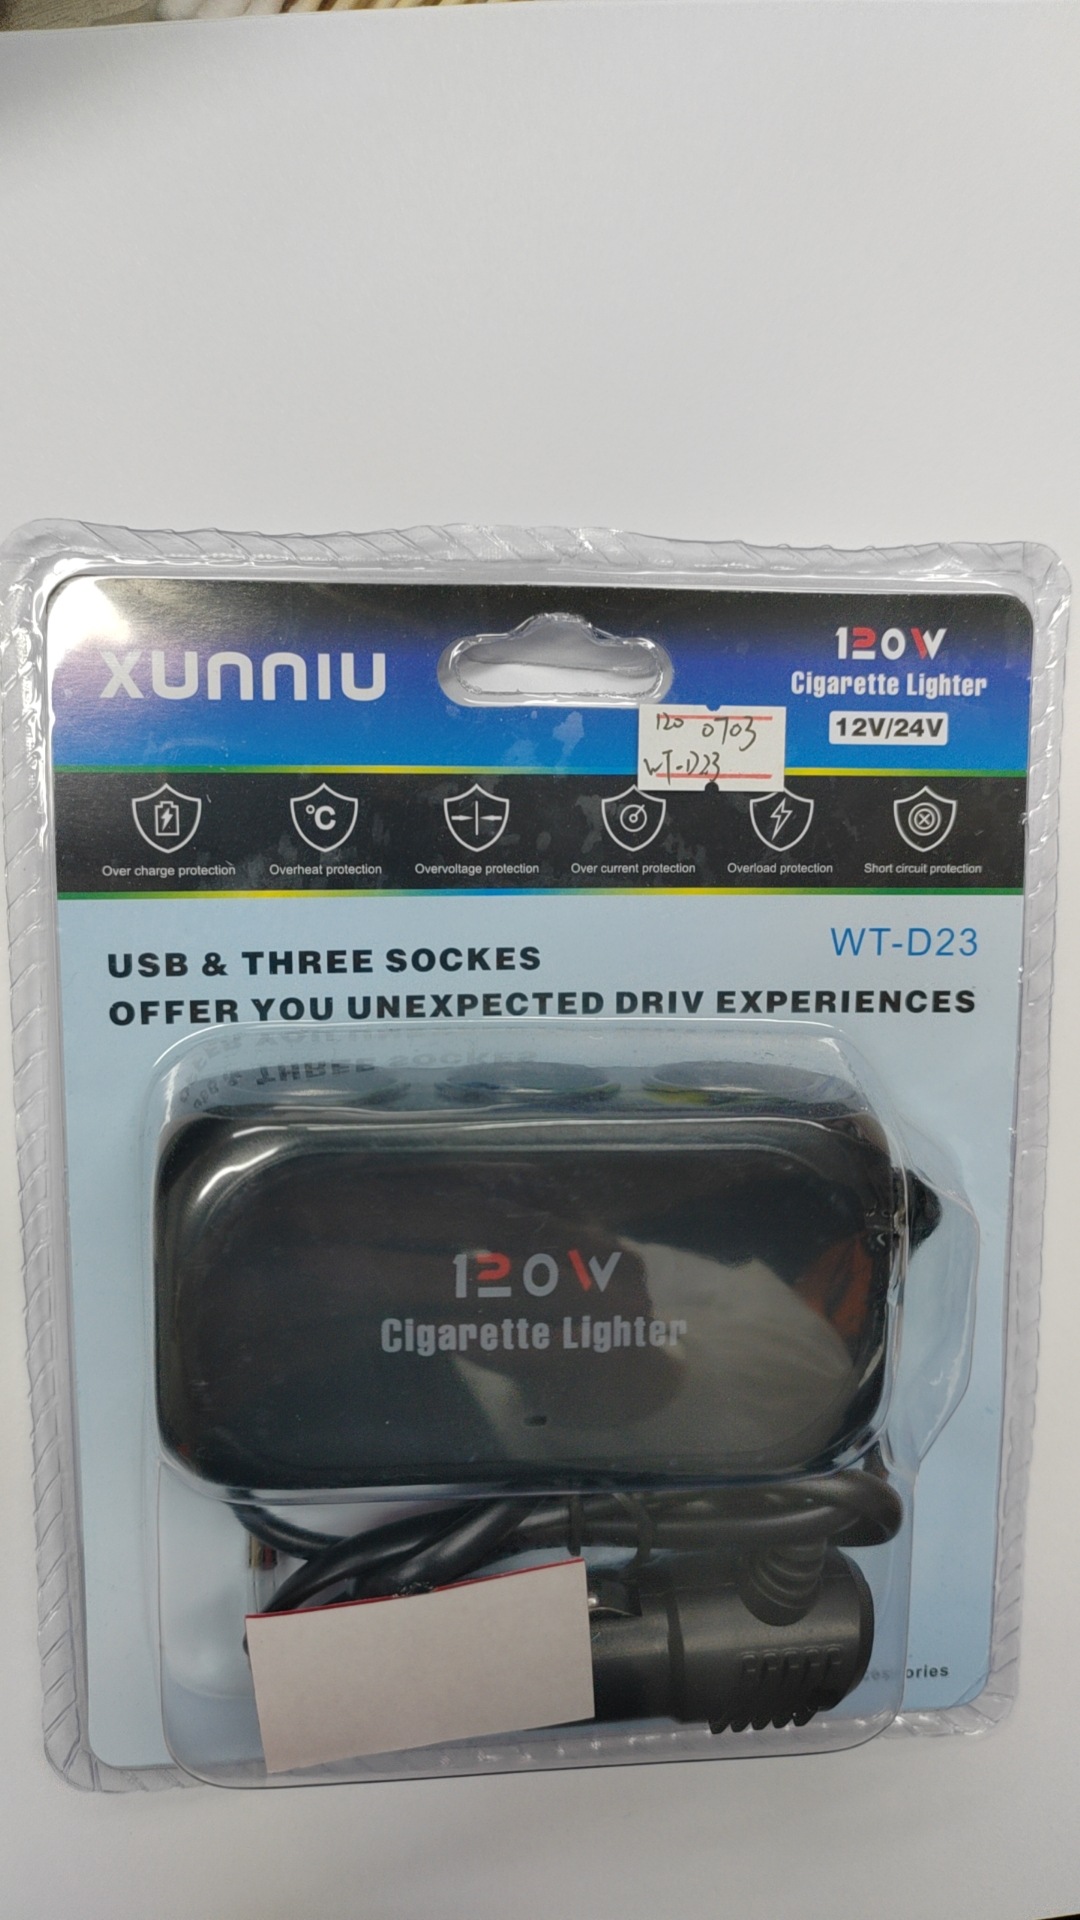 XUNNIU
120W
Cigarette Lighter
12V/24V
120 0703
WT-D23
°C
Over charge protection
Overheat protection
Overvoltage protection
Over current protection
Overload protection
Short circuit protection
WT-D23
USB & THREE SOCKES
OFFER YOU UNEXPECTED DRIV EXPERIENCES
120W
Cigarette Lighter